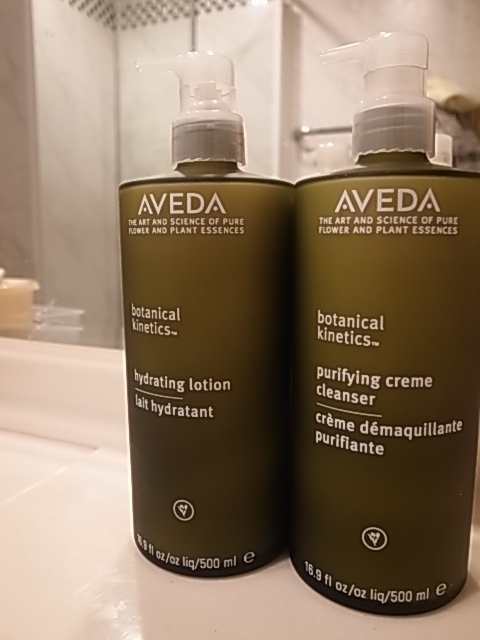 AVEDA
THE ART AND SCIENCE OF PURE
FLOWER AND PLANT ESSENCES
botanical
kinetics™
hydrating lotion
lait hydratant
16.9 fl oz/oz liq/500 ml e
AVEDA
THE ART AND SCIENCE OF PURE
FLOWER AND PLANT ESSENCES
botanical
kinetics™
purifying creme
cleanser
crème démaquillante
purifiante
16.9 fl oz/oz liq/500 ml e